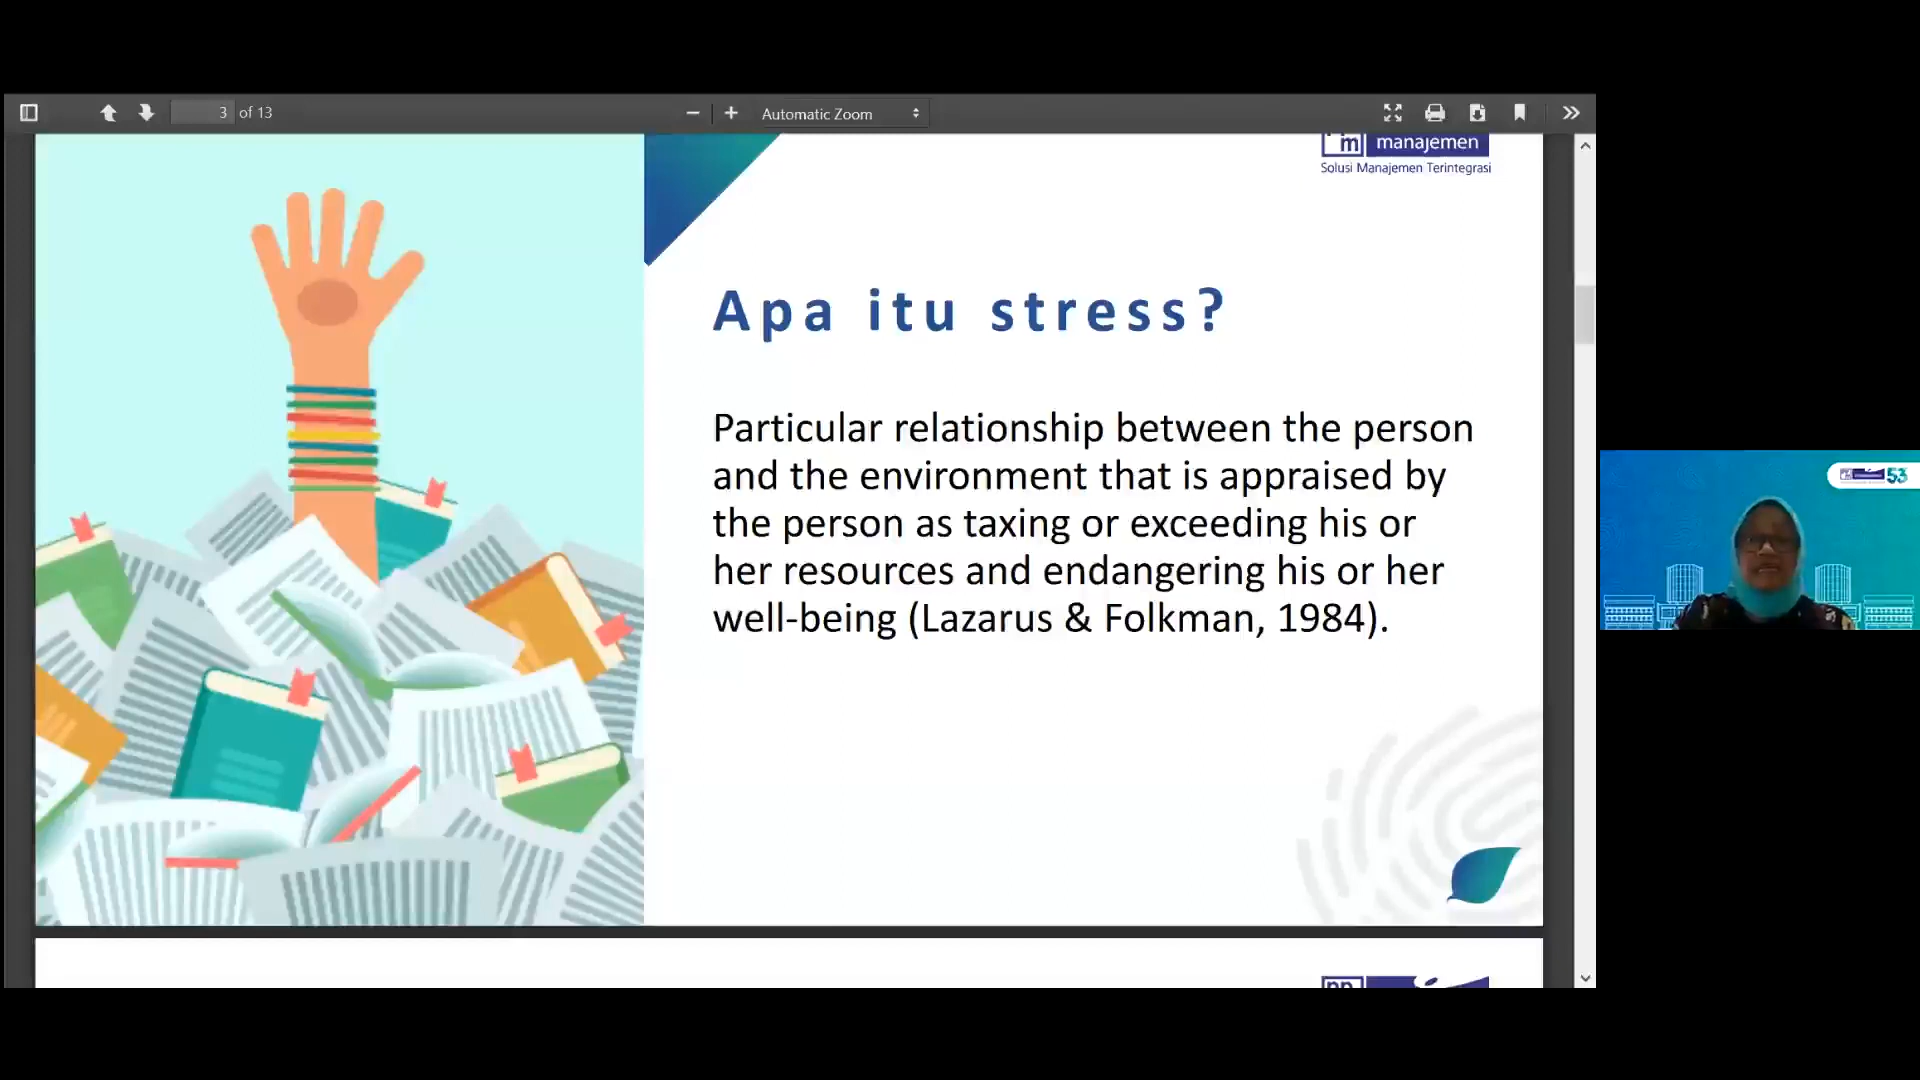 3 of 13
Automatic Zoom
manajemen
Solusi Manajemen Terintegrasi
Apa itu stress?
Particular relationship between the person
and the environment that is appraised by
the person as taxing or exceeding his or
her resources and endangering his or her
well-being (Lazarus & Folkman, 1984).
53